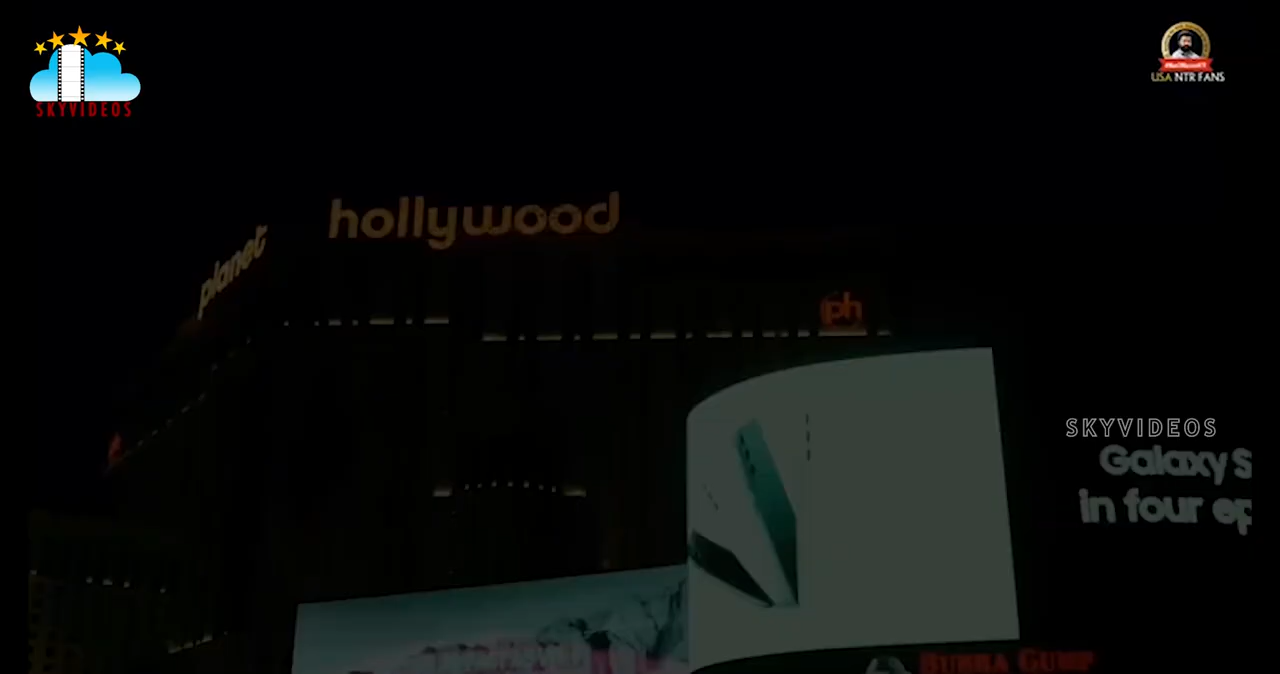 SKYVIDEOS
USA NTR FANS
planet
hollywood
ph
SKYVIDEOS
Galaxy S
in four ep
BUBBA GUMP